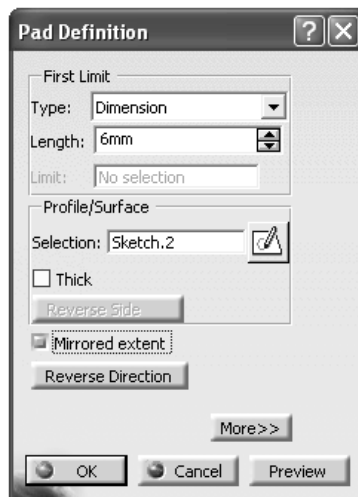 Pad Definition
First Limit
Type: Dimension
Length: 6mm
Limit: No selection
Profile/Surface
Selection: Sketch.2
Thick
Reverse Side
Mirrored extent
Reverse Direction
More>>
OK Cancel Preview